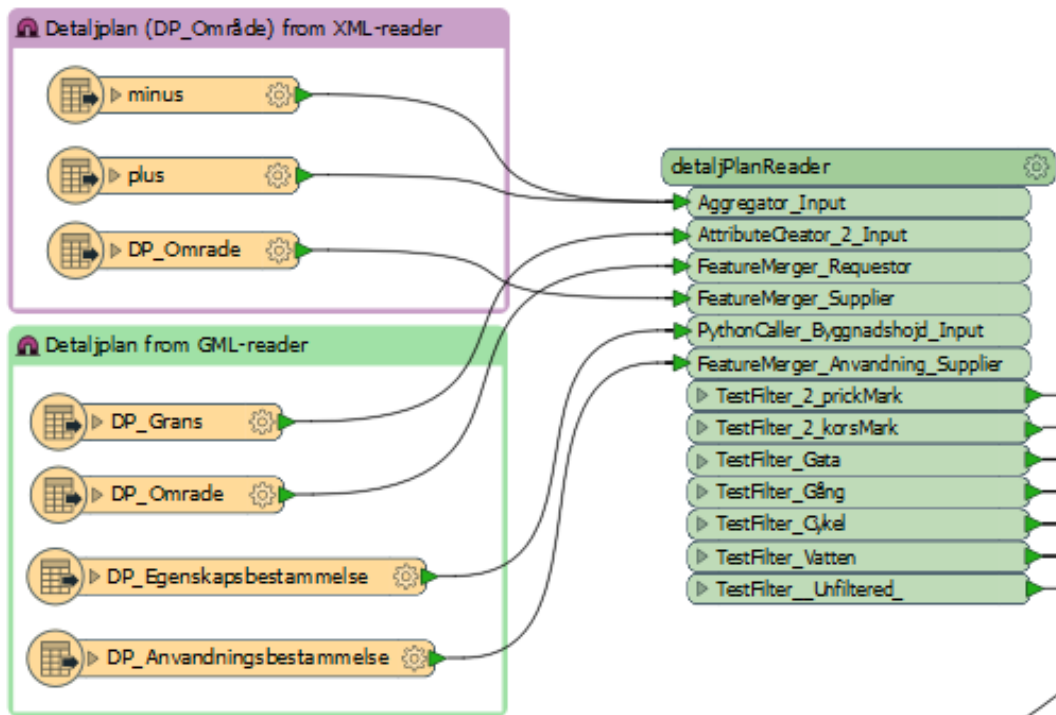 Detaljplan (DP_Område) from XML-reader
minus
plus
DP_Omrade
Detaljplan from GML-reader
DP_Grans
DP_Omrade
DP_Egenskapsbestammelse
DP_Anvandningsbestammelse
detaljPlanReader
Aggregator_Input
AttributeCreator_2_Input
FeatureMerger_Requestor
FeatureMerger_Supplier
PythonCaller_Byggnadshojd_Input
FeatureMerger_Anvandning_Supplier
TestFilter_2_prickMark
TestFilter_2_korsMark
TestFilter_Gata
TestFilter_Gång
TestFilter_Cykel
TestFilter_Vatten
TestFilter__Unfiltered_